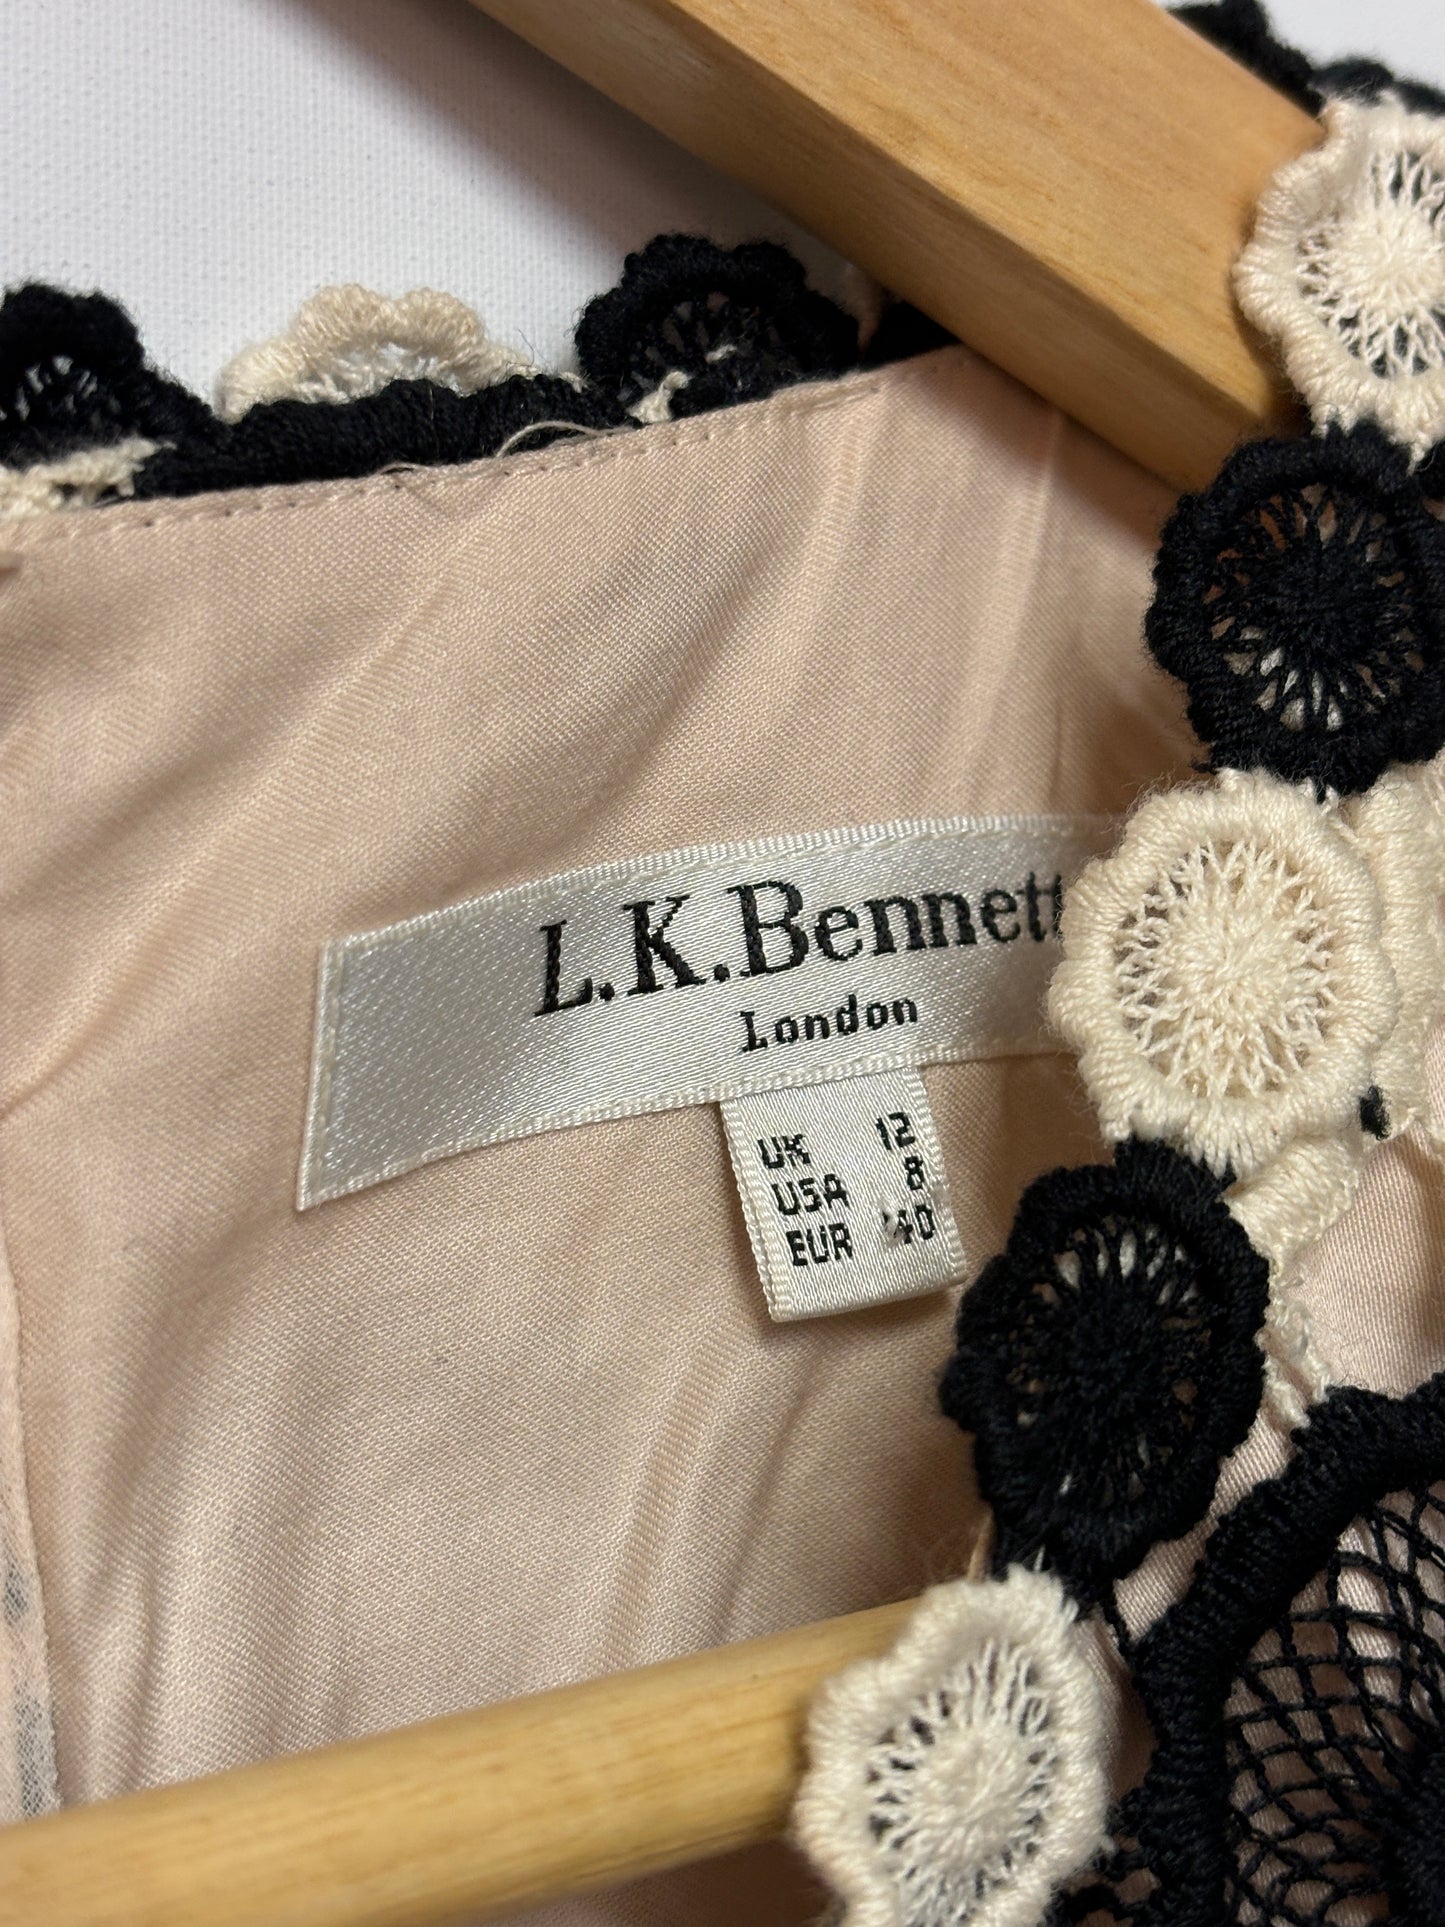 L.K.Bennett
London
UK 12
USA 8
EUR 40